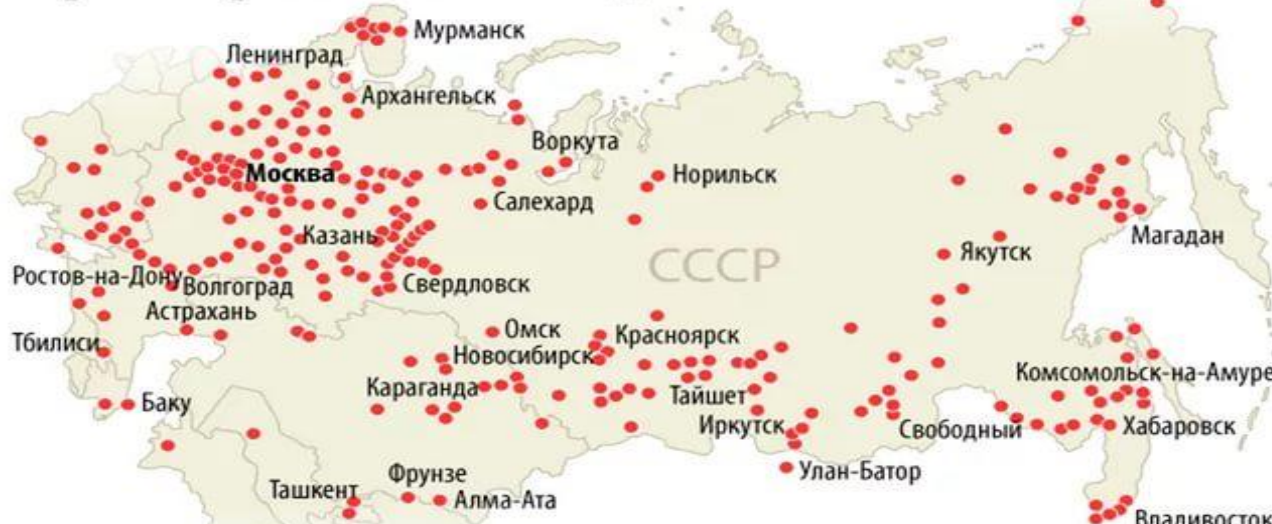 Мурманск
Ленинград
Архангельск
Воркута
Москва
Норильск
Салехард
Казань
Магадан
СССР
Якутск
Ростов-на-Дону
Волгоград
Свердловск
Астрахань
Омск
Красноярск
Тбилиси
Новосибирск
Комсомольск-на-Амуре
Караганда
Тайшет
Баку
Иркутск
Свободный
Хабаровск
Улан-Батор
Фрунзе
Ташкент
Алма-Ата
Владивосток